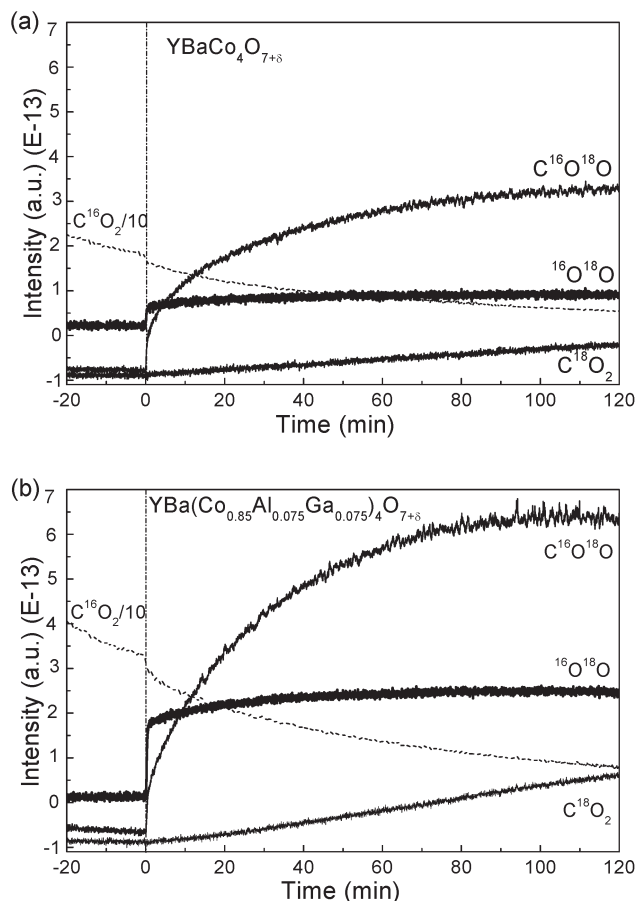 (a)
YBaCo₄O₇₊δ
Intensity (a.u.) (E-13)
7
6
5
4
3
2
1
0
-1
C¹⁶O₂/10
C¹⁶O¹⁸O
¹⁶O¹⁸O
C¹⁸O₂
-20 0 20 40 60 80 100 120
Time (min)
(b)
YBa(Co₀.₈₅Al₀.₀₇₅Ga₀.₀₇₅)₄O₇₊δ
Intensity (a.u.) (E-13)
7
6
5
4
3
2
1
0
-1
C¹⁶O₂/10
C¹⁶O¹⁸O
¹⁶O¹⁸O
C¹⁸O₂
-20 0 20 40 60 80 100 120
Time (min)